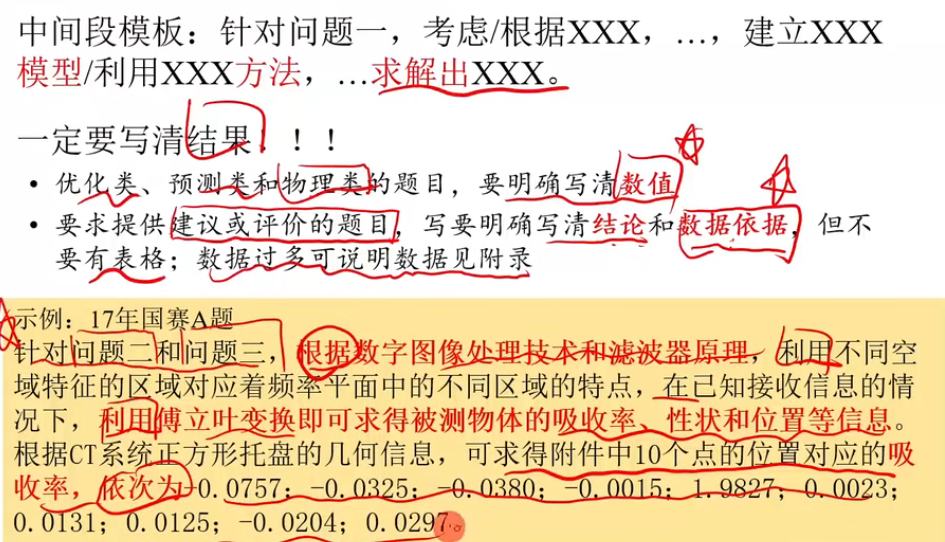 中间段模板：针对问题一，考虑/根据XXX，…，建立XXX
模型/利用XXX方法，…求解出XXX。
一定要写清结果！！！
• 优化类、预测类和物理类的题目，要明确写清数值
• 要求提供建议或评价的题目，写要明确写清结论和数据依据，但不
要有表格；数据过多可说明数据见附录
示例：17年国赛A题
针对问题二和问题三，根据数字图像处理技术和滤波器原理，利用不同空
域特征的区域对应着频率平面中的不同区域的特点，在已知接收信息的情
况下，利用傅立叶变换即可求得被测物体的吸收率、性状和位置等信息。
根据CT系统正方形托盘的几何信息，可求得附件中10个点的位置对应的吸
收率，依次为-0.0757；-0.0325；-0.0380；-0.0015；1.9827；0.0023；
0.0131；0.0125；-0.0204；0.0297。